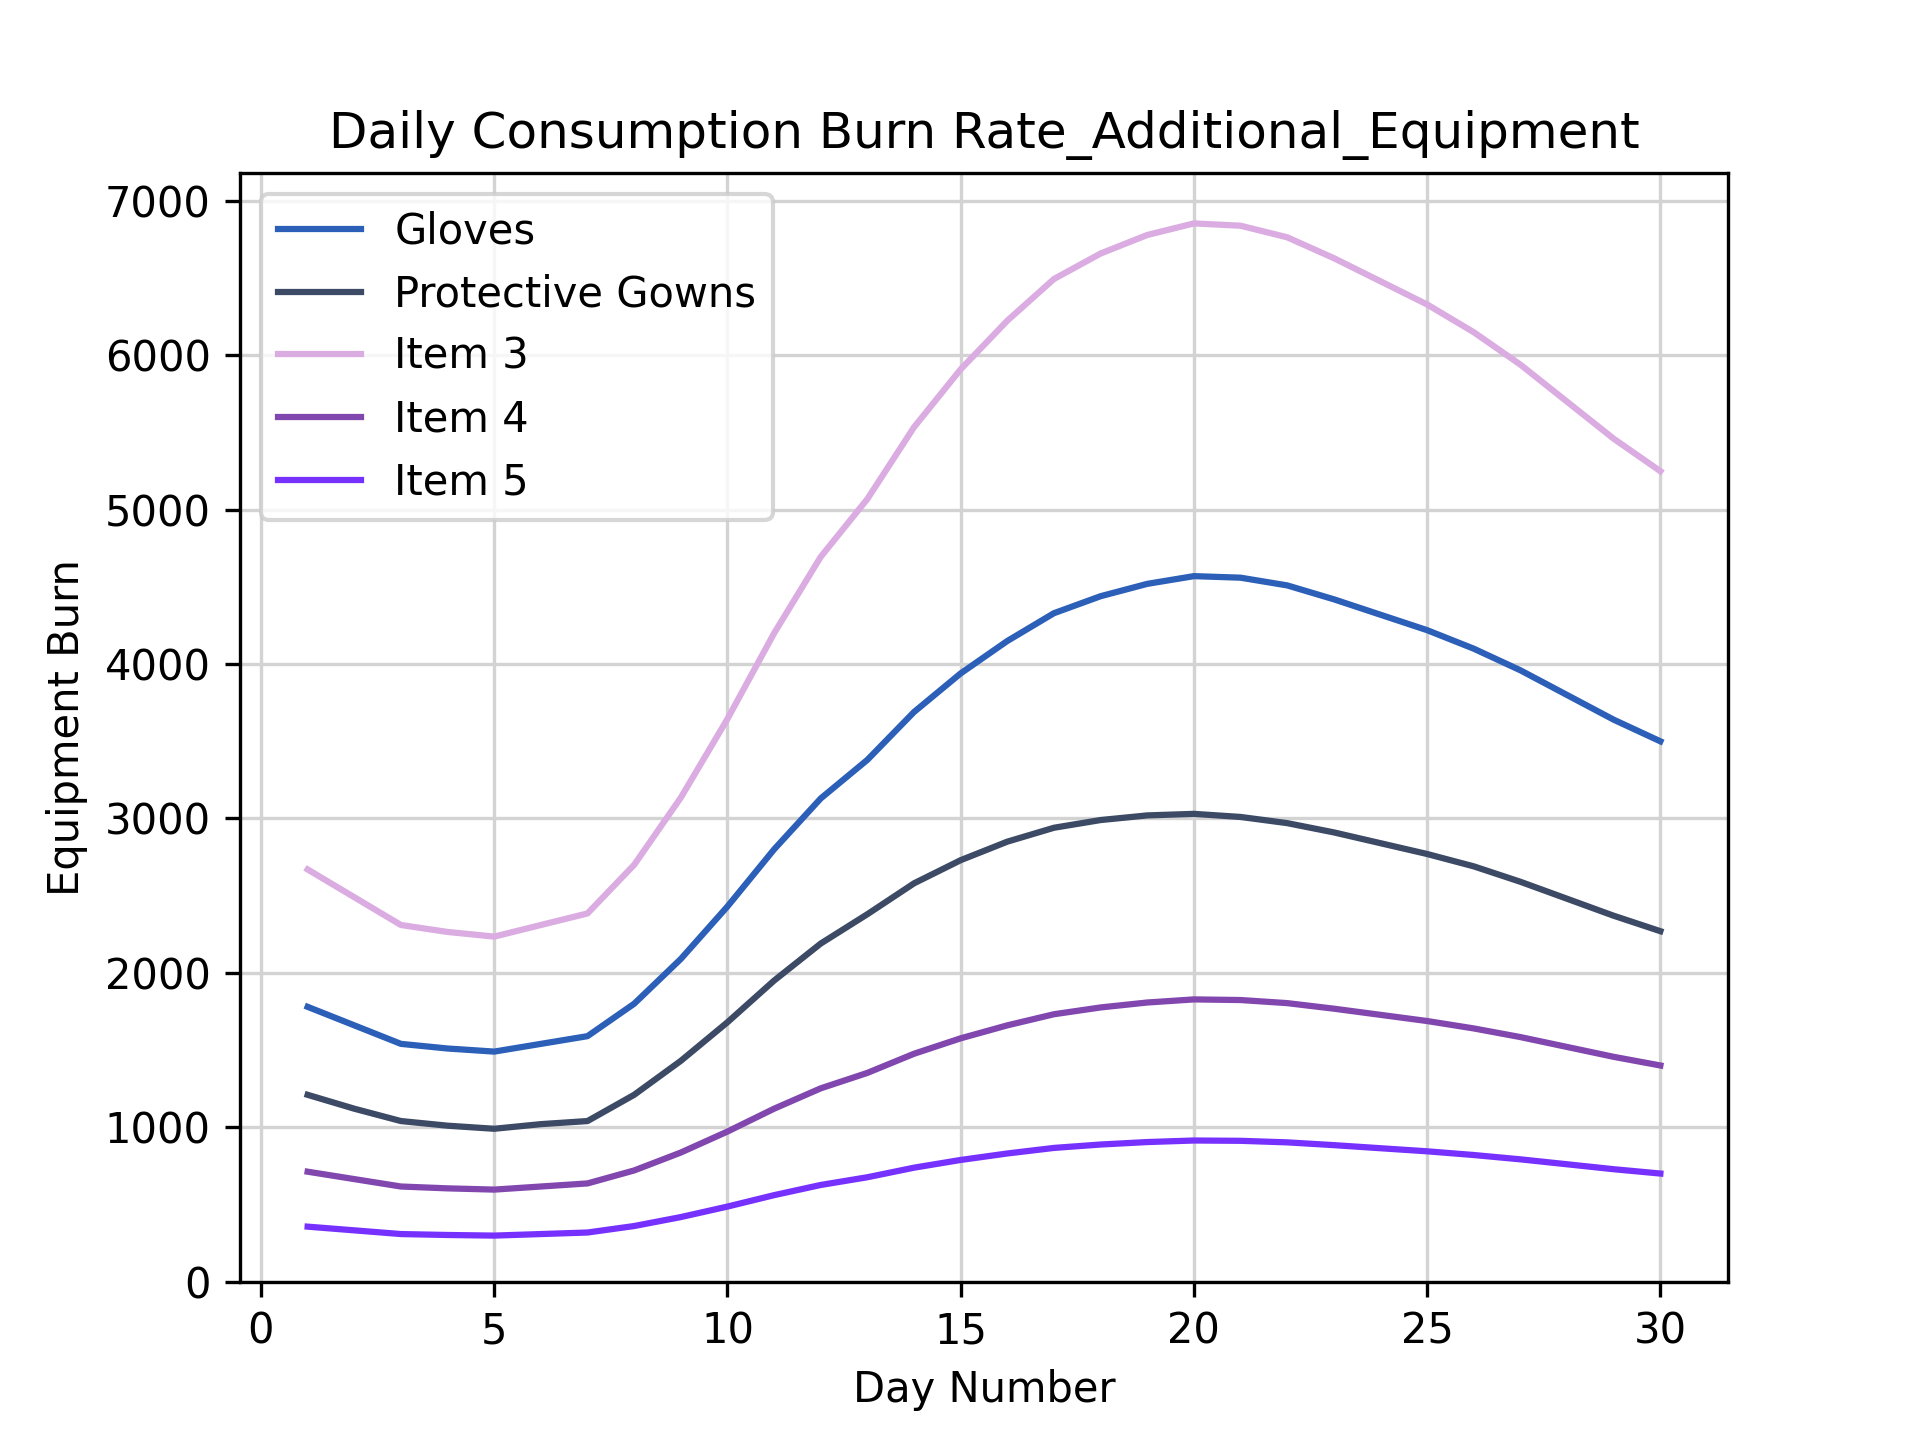 Daily Consumption Burn Rate_Additional_Equipment
7000
6000
5000
4000
3000
2000
1000
0
Equipment Burn
Gloves
Protective Gowns
Item 3
Item 4
Item 5
0 5 10 15 20 25 30
Day Number